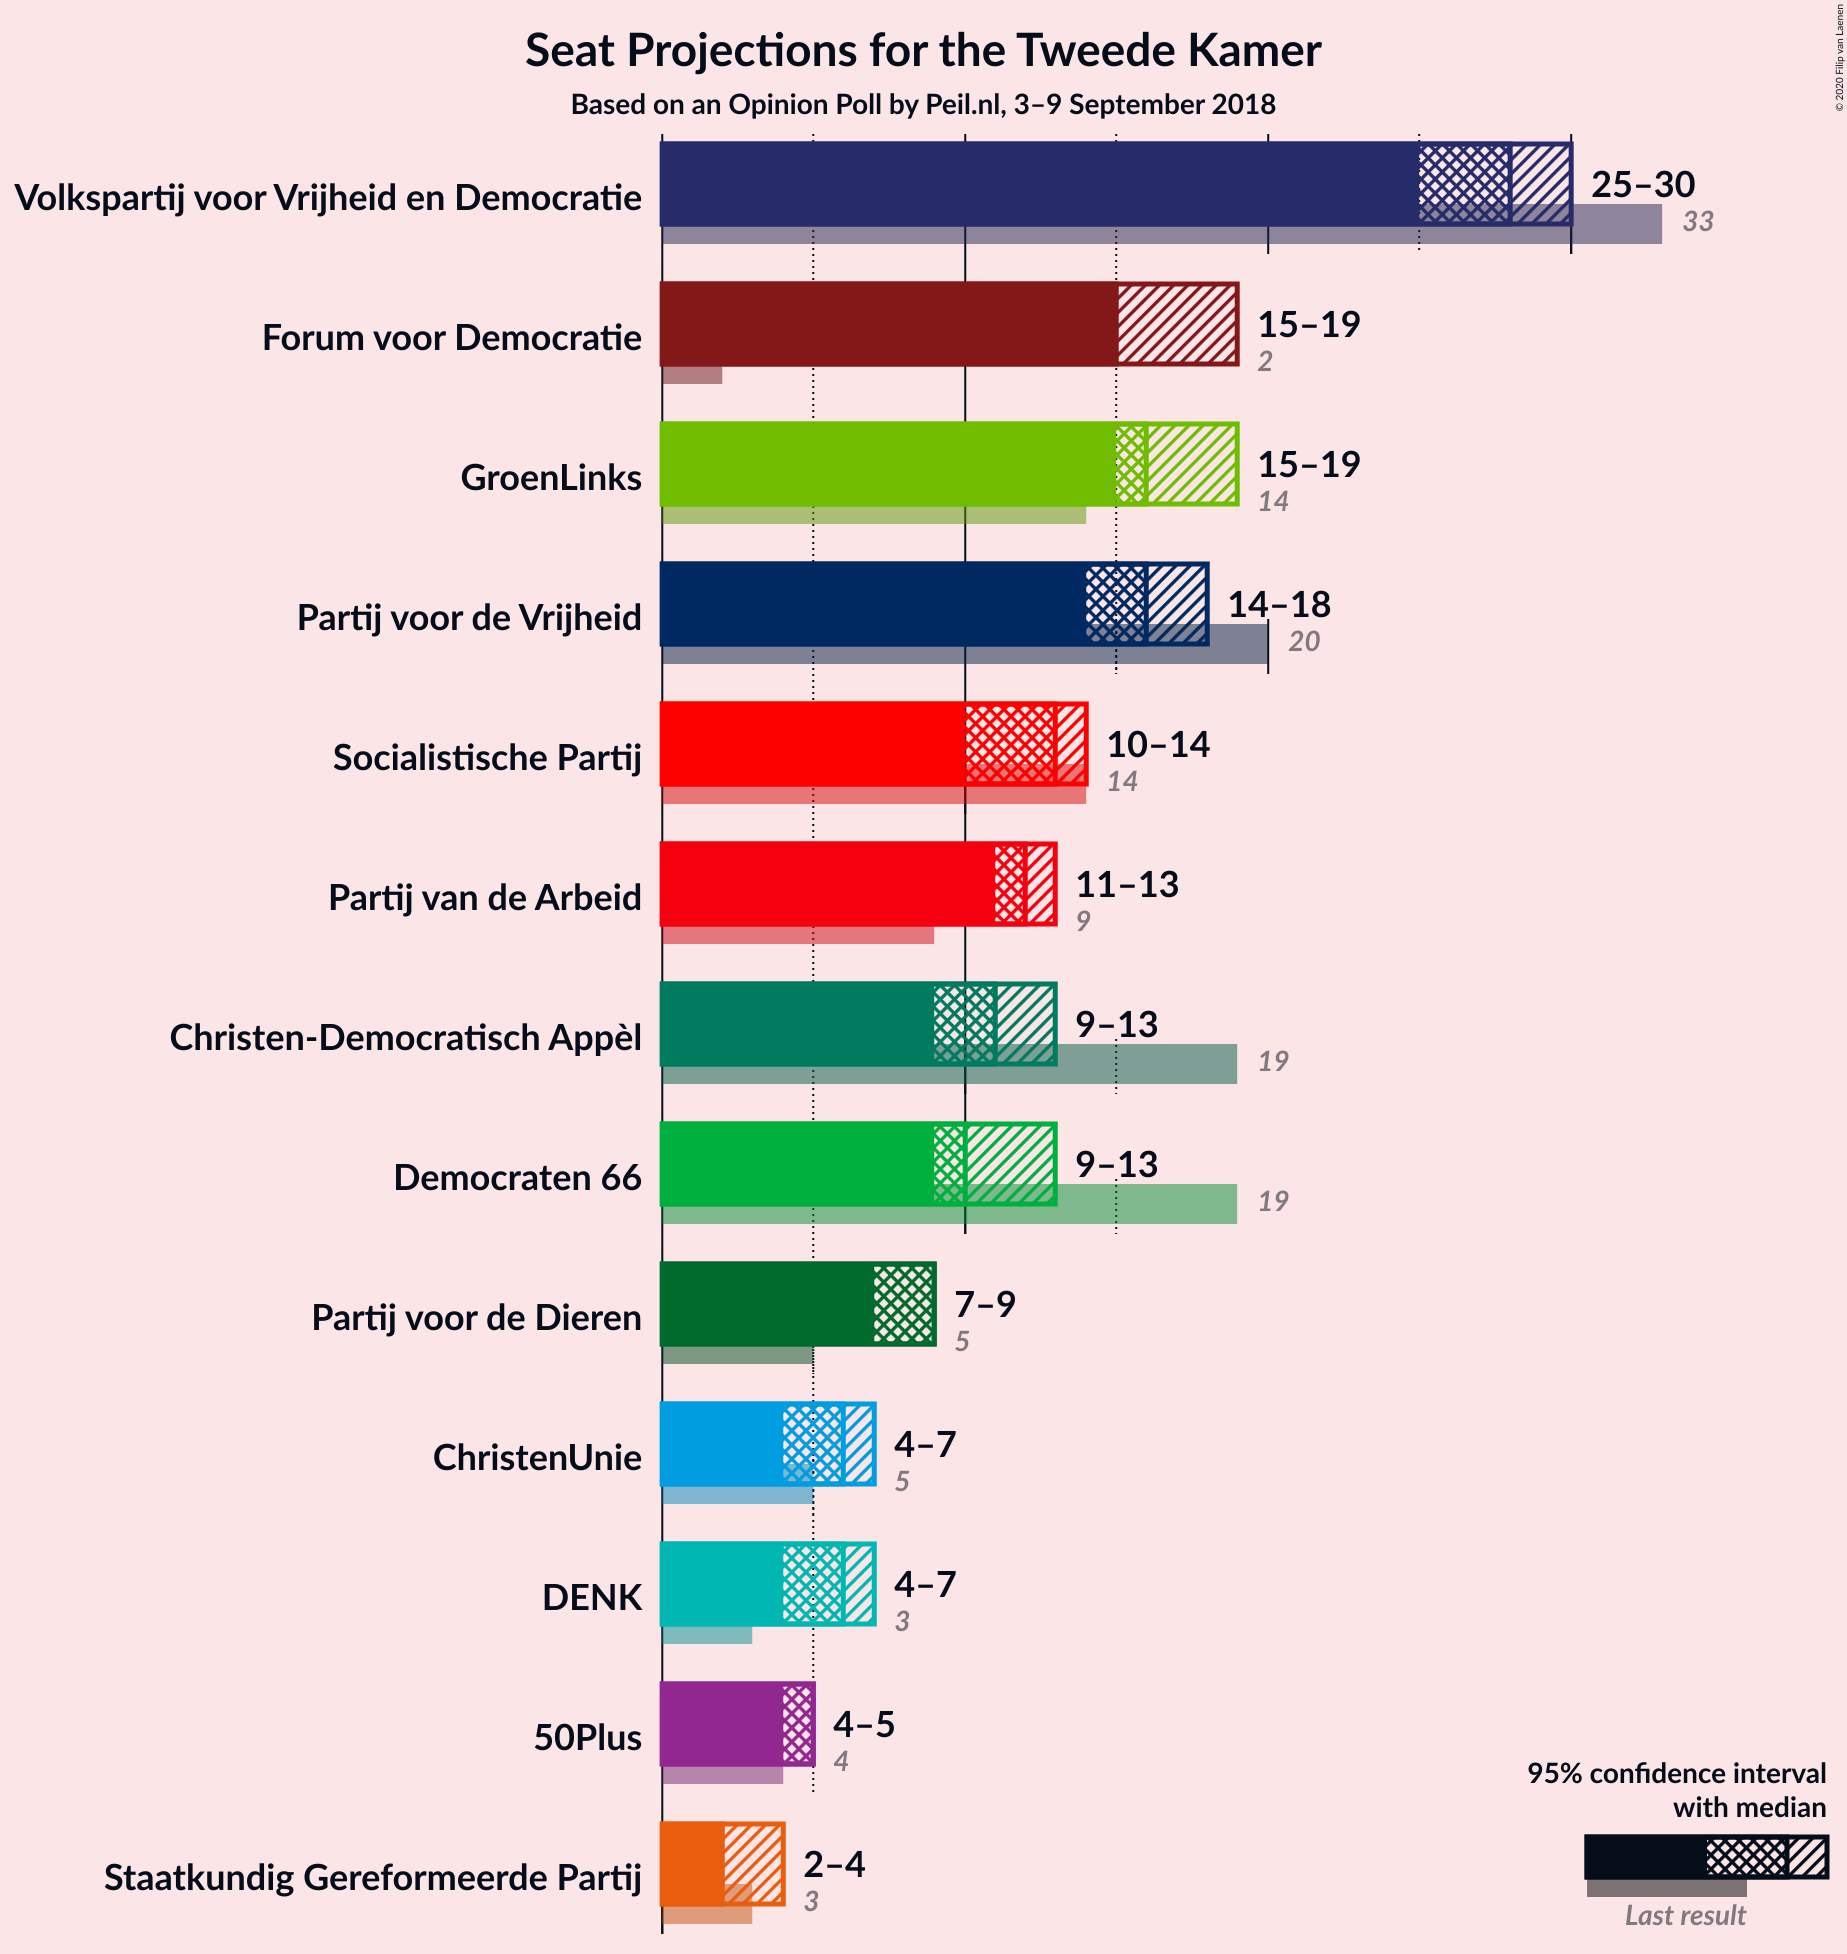 Seat Projections for the Tweede Kamer
Based on an Opinion Poll by Peil.nl, 3–9 September 2018
© 2020 Filip van Laenen
Volkspartij voor Vrijheid en Democratie
25–30
33
Forum voor Democratie
15–19
2
GroenLinks
15–19
14
Partij voor de Vrijheid
14–18
20
Socialistische Partij
10–14
14
Partij van de Arbeid
11–13
9
Christen-Democratisch Appèl
9–13
19
Democraten 66
9–13
19
Partij voor de Dieren
7–9
5
ChristenUnie
4–7
5
DENK
4–7
3
50Plus
4–5
4
Staatkundig Gereformeerde Partij
2–4
3
95% confidence interval
with median
Last result